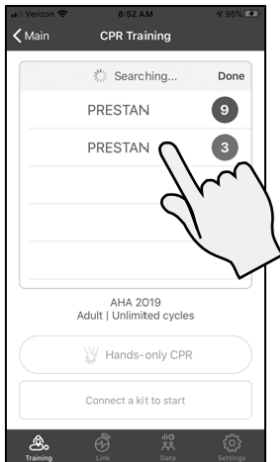 Verizon 8:52 AM 95%
Main CPR Training
Searching... Done
PRESTAN 9
PRESTAN 3
AHA 2019
Adult | Unlimited cycles
Hands-only CPR
Connect a kit to start
Training Link Data Settings